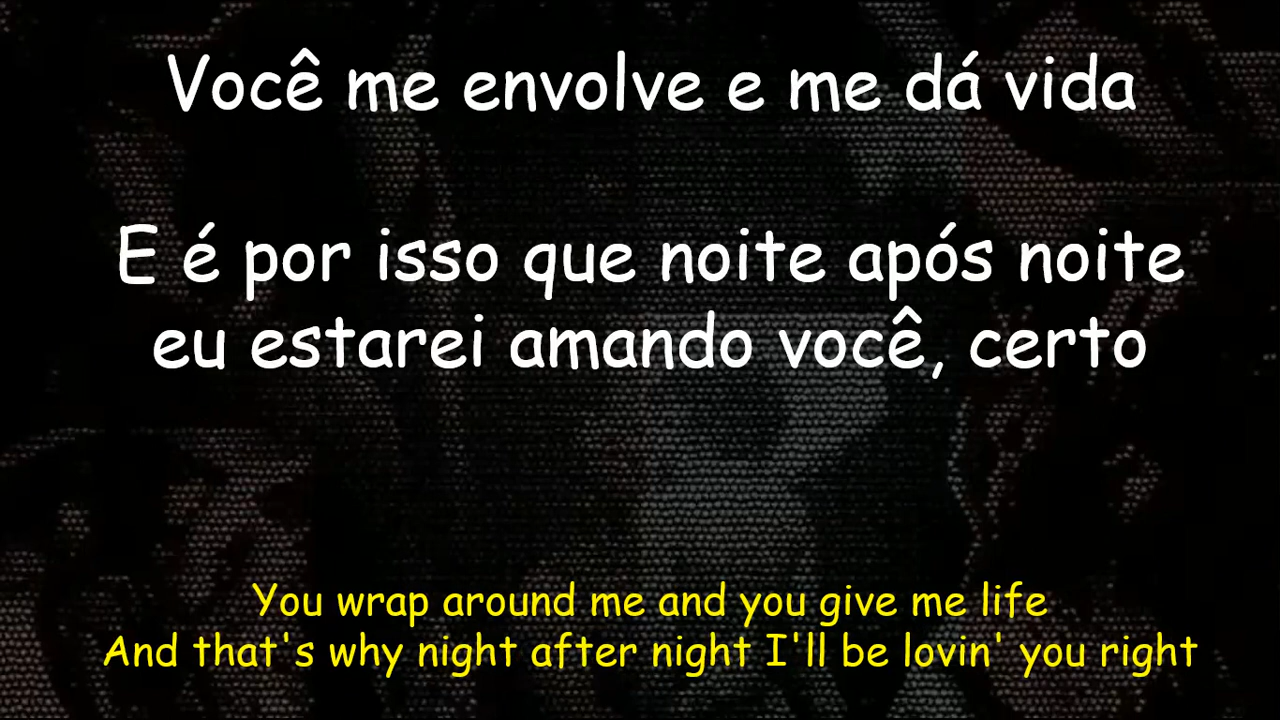 Você me envolve e me dá vida
E é por isso que noite após noite
eu estarei amando você, certo
You wrap around me and you give me life
And that's why night after night I'll be lovin' you right